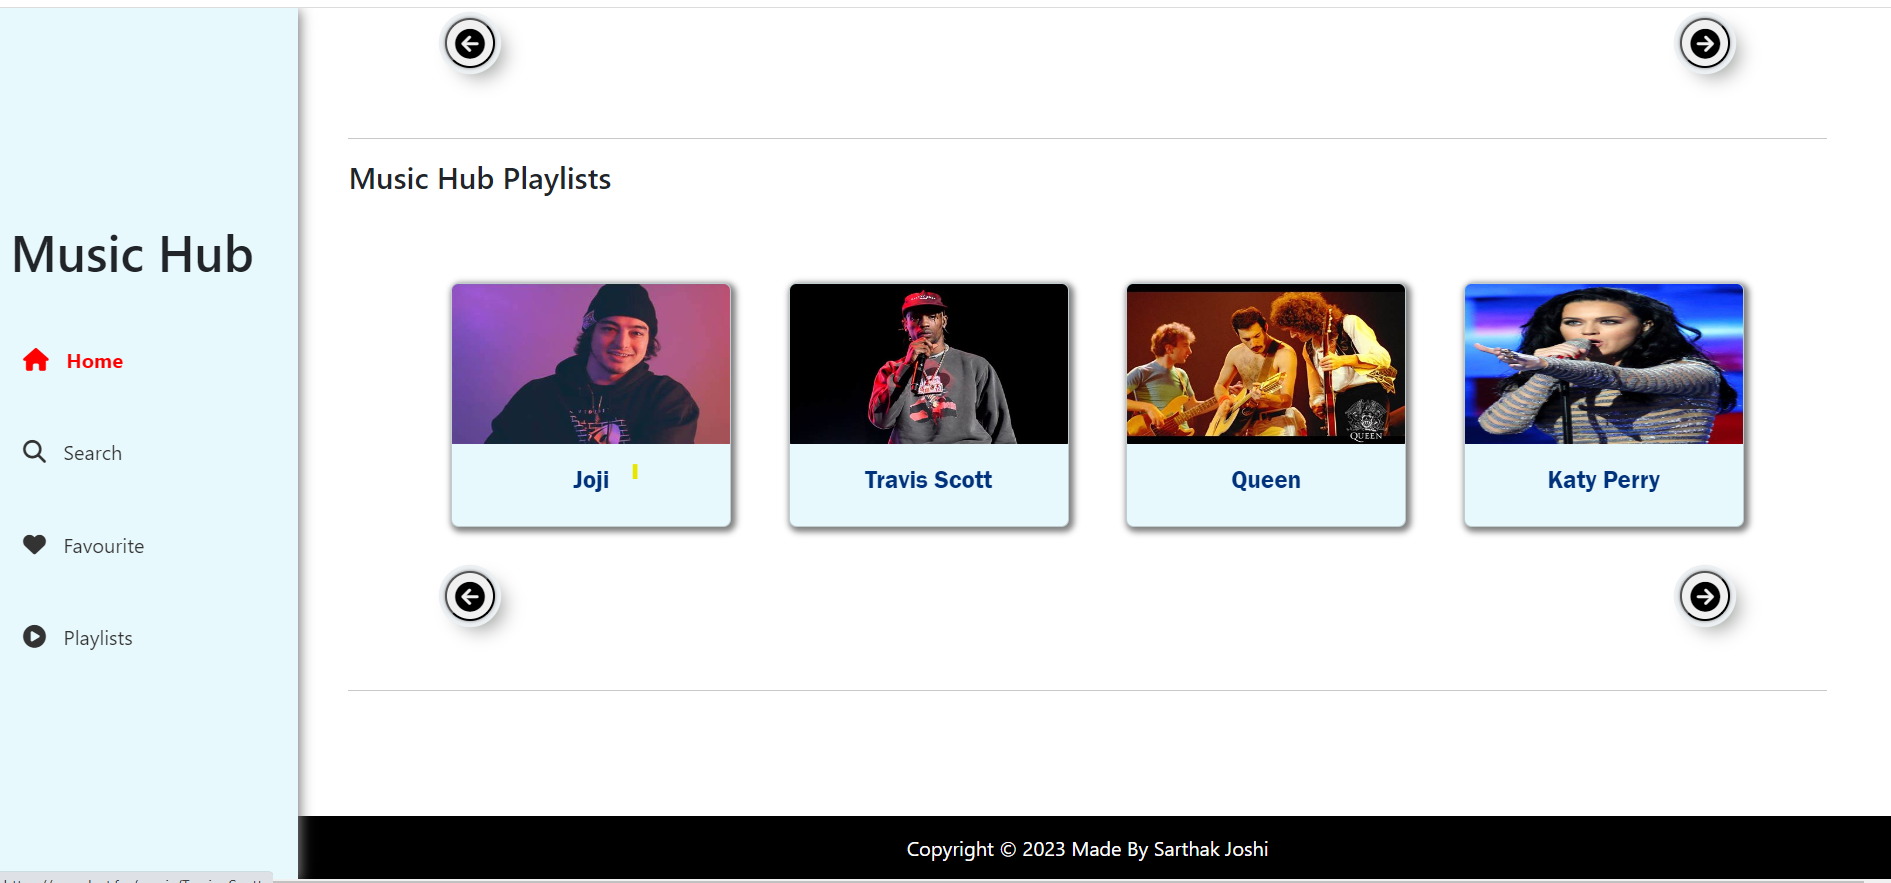 Music Hub
Home
Search
Favourite
Playlists
Music Hub Playlists
QUEEN
Joji
Travis Scott
Queen
Katy Perry
Copyright © 2023 Made By Sarthak Joshi